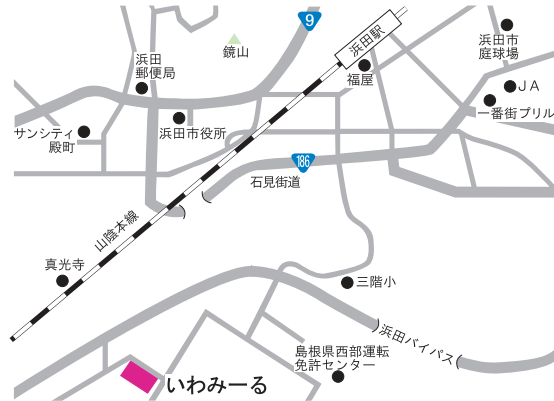 9
浜田駅
浜田市
庭球場
鏡山
浜田
郵便局
福屋
JA
一番街プリル
サンシティ
殿町
浜田市役所
186
石見街道
山陰本線
真光寺
三階小
浜田バイパス
島根県西部運転
免許センター
いわみーる